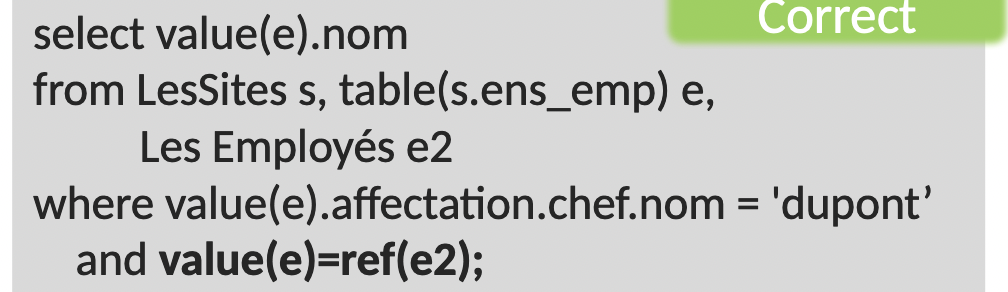 Correct
select value(e).nom
from LesSites s, table(s.ens_emp) e,
Les Employés e2
where value(e).affectation.chef.nom = 'dupont’
and value(e)=ref(e2);